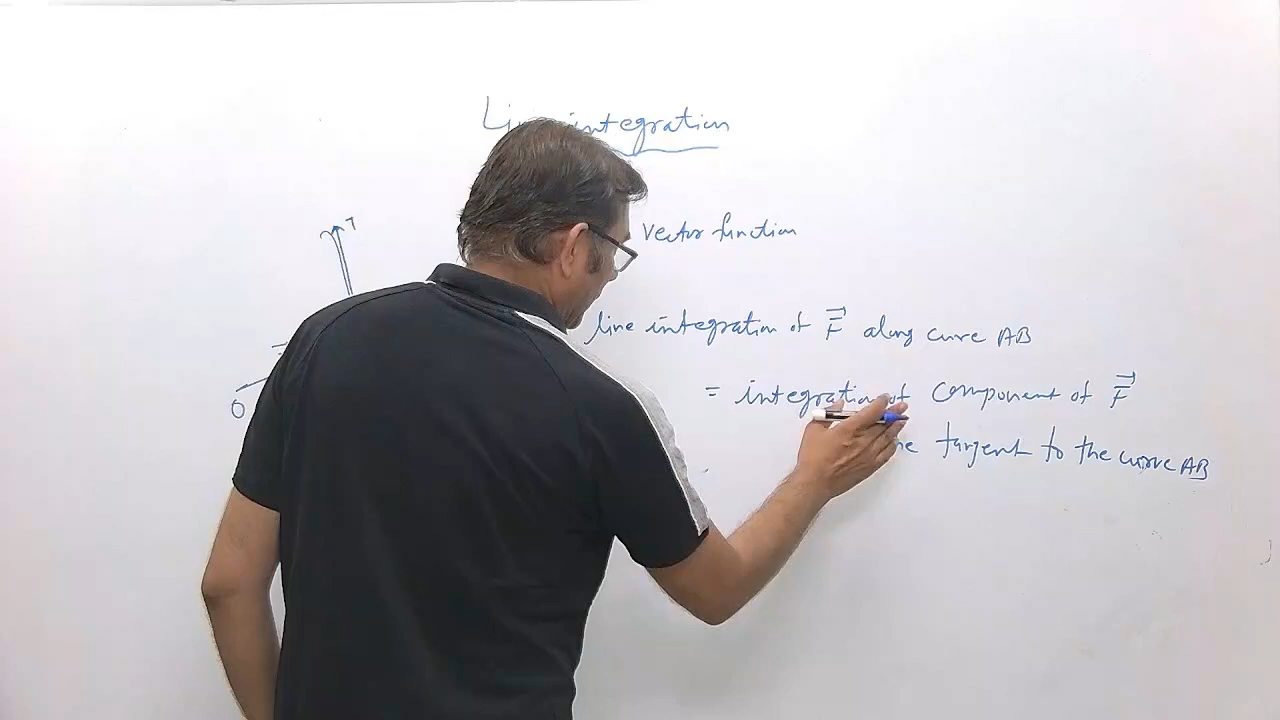 integration
Vector function
line integration of F⃗ along curve AB
= integration of component of F⃗
tangent to the curve AB
T
O